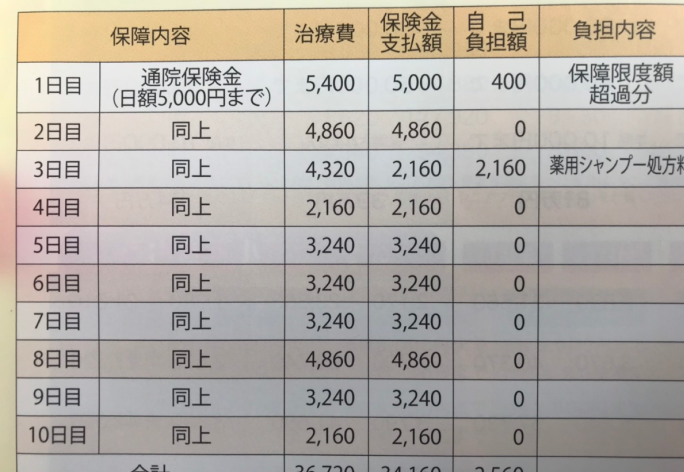 保障内容 治療費 保険金支払額 自己負担額 負担内容
1日目 通院保険金(日額5,000円まで) 5,400 5,000 400 保障限度額超過分
2日目 同上 4,860 4,860 0
3日目 同上 4,320 2,160 2,160 薬用シャンプー処方料
4日目 同上 2,160 2,160 0
5日目 同上 3,240 3,240 0
6日目 同上 3,240 3,240 0
7日目 同上 3,240 3,240 0
8日目 同上 4,860 4,860 0
9日目 同上 3,240 3,240 0
10日目 同上 2,160 2,160 0
合計 36,720 34,160 2,560